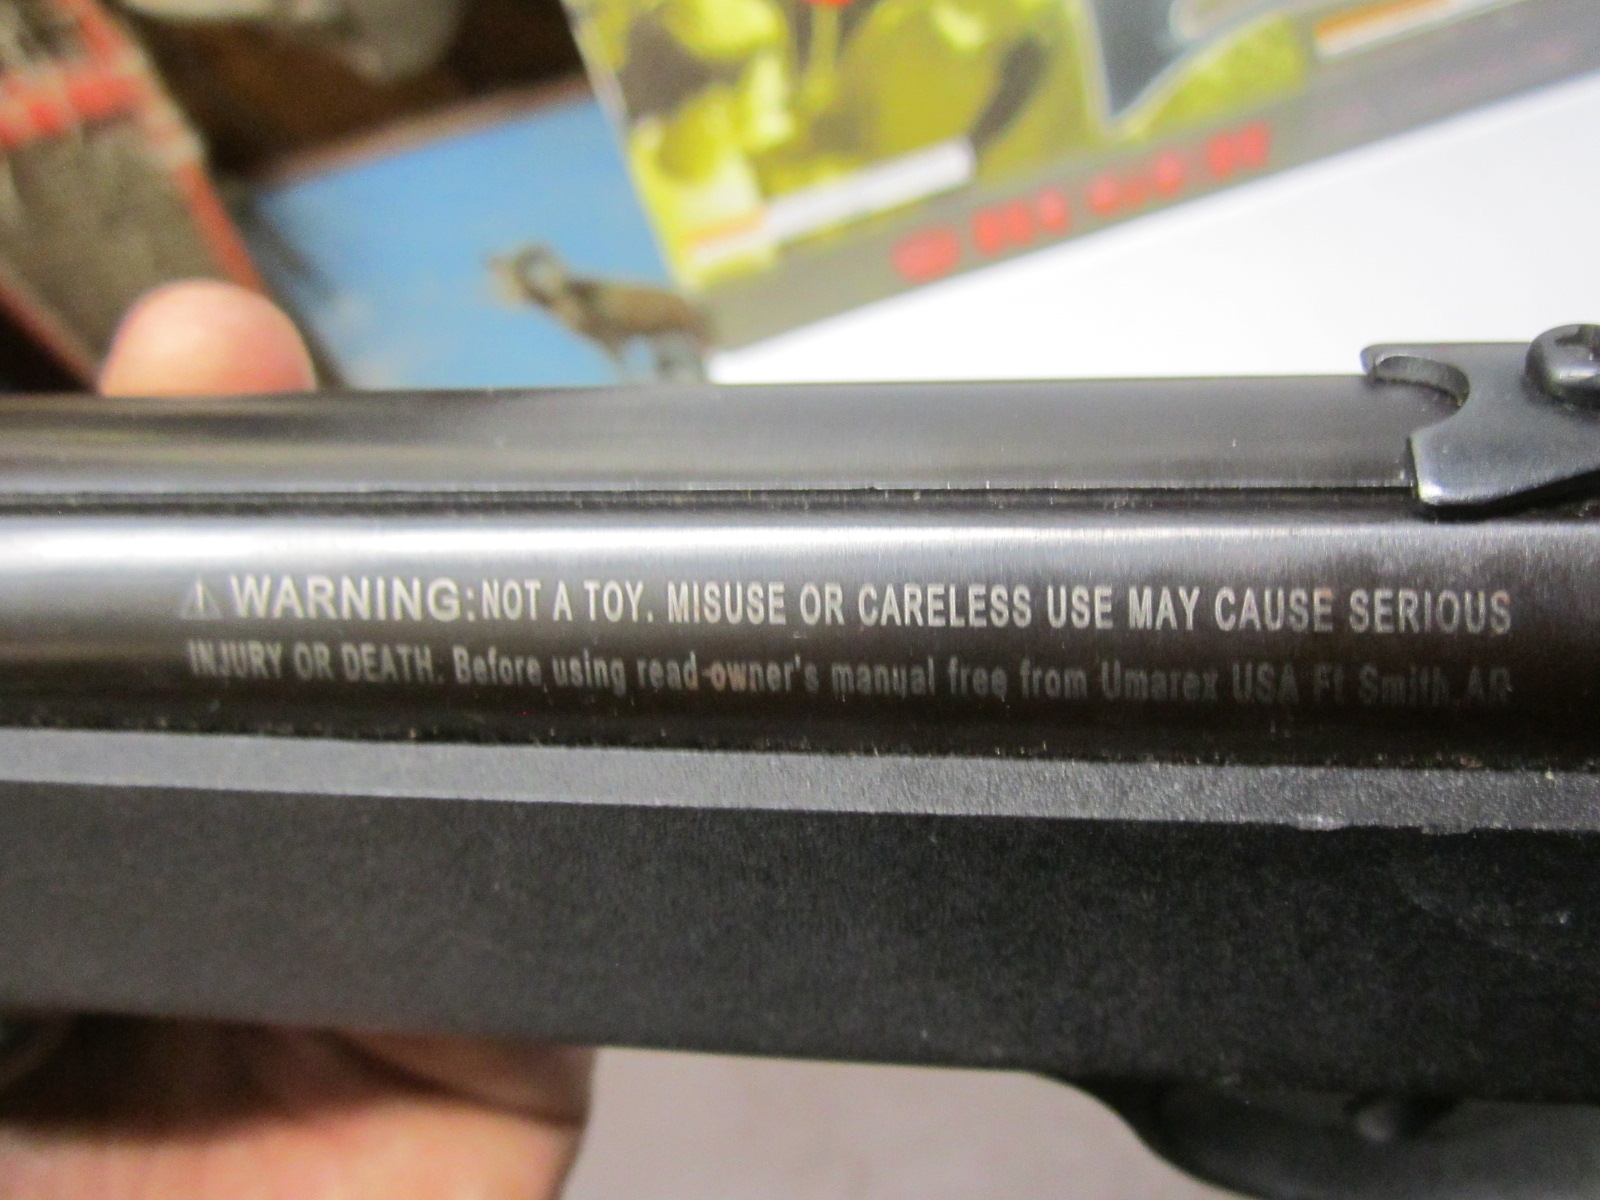 ⚠ WARNING: NOT A TOY. MISUSE OR CARELESS USE MAY CAUSE SERIOUS
INJURY OR DEATH. Before using read owner's manual free from Umarex USA Ft Smith, AR